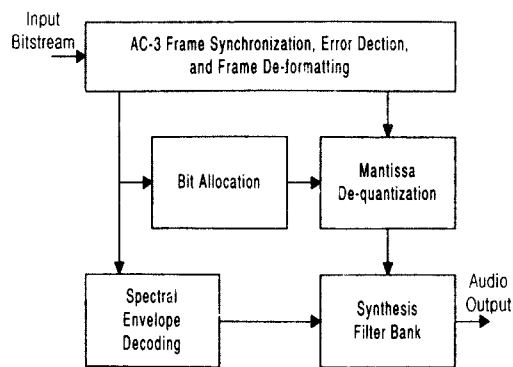 Input
Bitstream
AC-3 Frame Synchronization, Error Dection,
and Frame De-formatting
Bit Allocation
Mantissa
De-quantization
Spectral
Envelope
Decoding
Synthesis
Filter Bank
Audio
Output